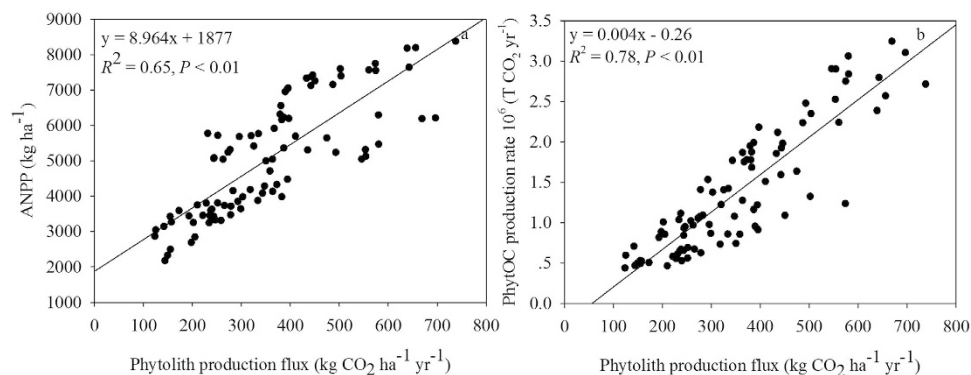 y = 8.964x + 1877
R² = 0.65, P < 0.01
a
9000
8000
7000
6000
5000
4000
3000
2000
1000
ANPP (kg ha⁻¹)
0 100 200 300 400 500 600 700 800
Phytolith production flux (kg CO₂ ha⁻¹ yr⁻¹)
y = 0.004x - 0.26
R² = 0.78, P < 0.01
b
3.5
3.0
2.5
2.0
1.5
1.0
.5
0.0
PhytOC production rate 10⁶ (T CO₂ yr⁻¹)
0 100 200 300 400 500 600 700 800
Phytolith production flux (kg CO₂ ha⁻¹ yr⁻¹)